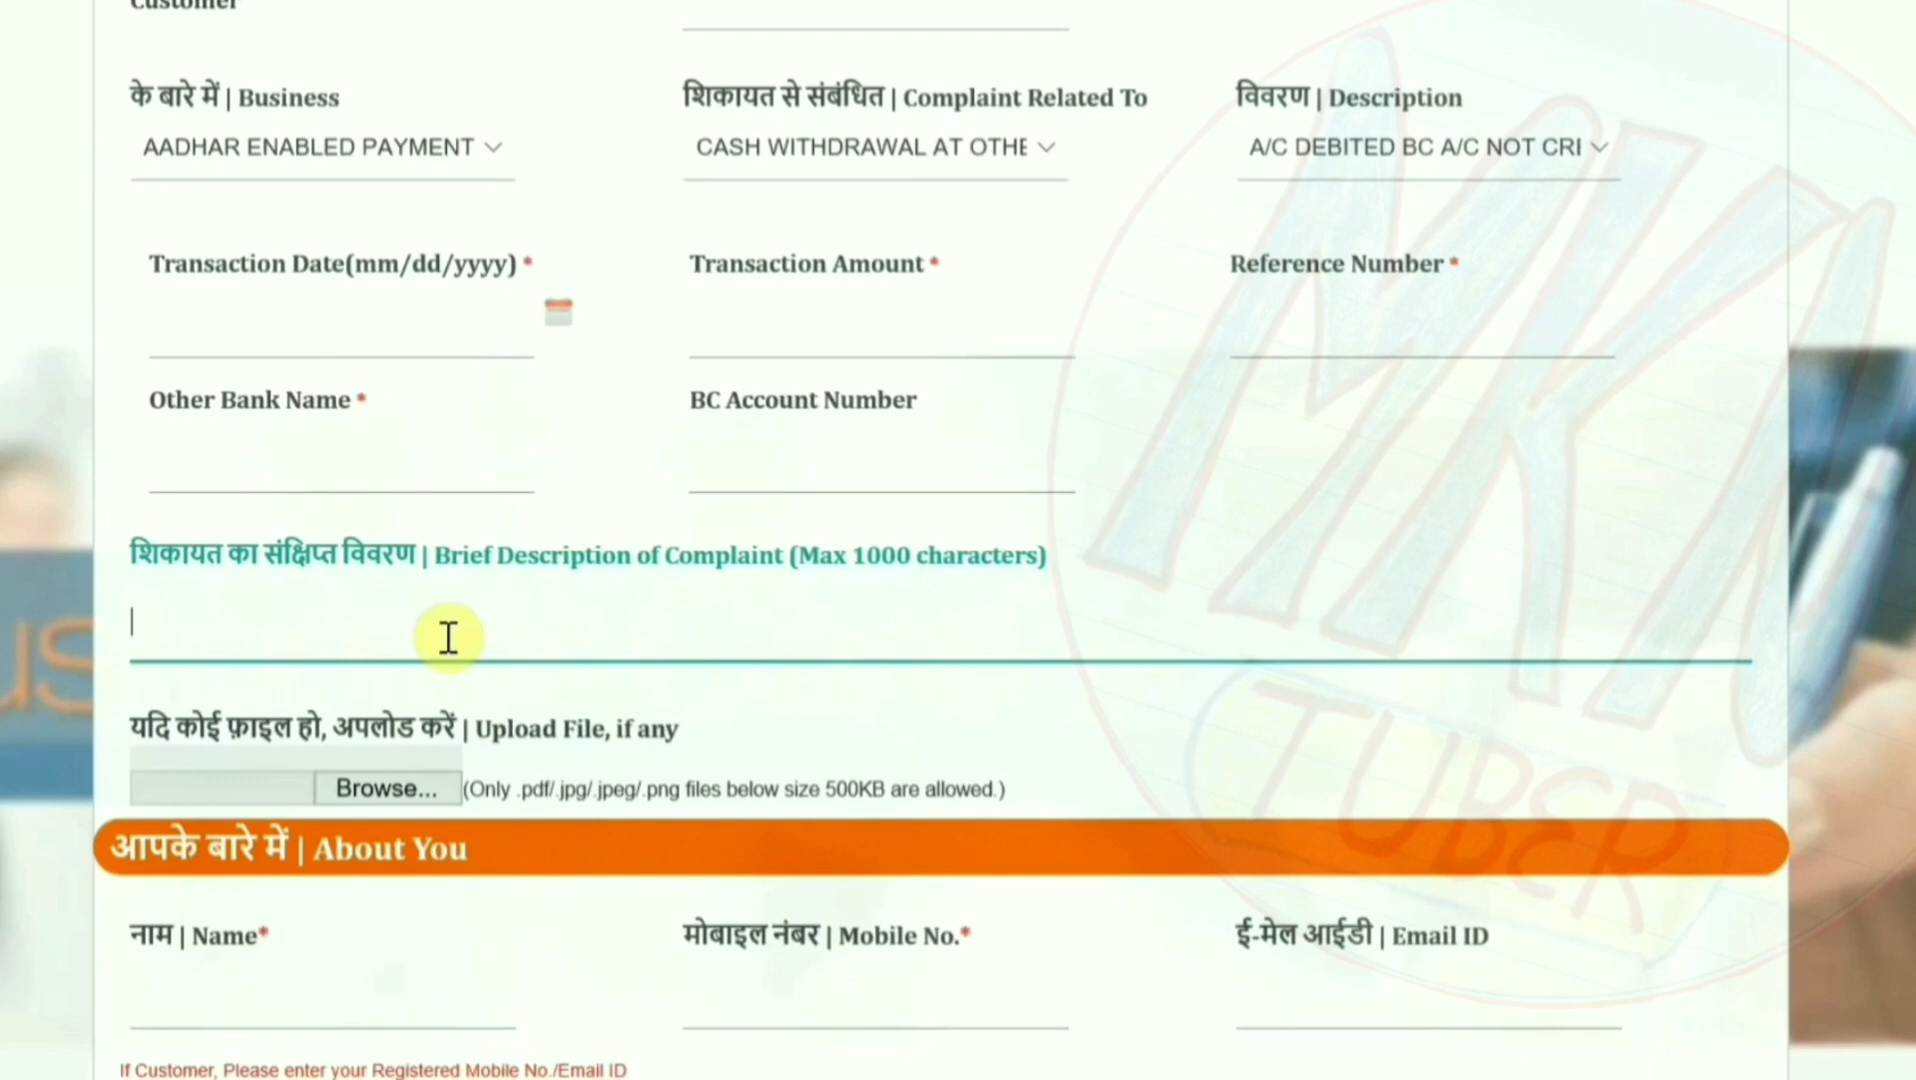 Customer
के बारे में | Business
शिकायत से संबंधित | Complaint Related To
विवरण | Description
AADHAR ENABLED PAYMENT
CASH WITHDRAWAL AT OTHE
A/C DEBITED BC A/C NOT CRI
Transaction Date(mm/dd/yyyy) *
Transaction Amount *
Reference Number *
Other Bank Name *
BC Account Number
शिकायत का संक्षिप्त विवरण | Brief Description of Complaint (Max 1000 characters)
यदि कोई फ़ाइल हो, अपलोड करें | Upload File, if any
Browse... (Only .pdf/.jpg/.jpeg/.png files below size 500KB are allowed.)
आपके बारे में | About You
नाम | Name*
मोबाइल नंबर | Mobile No.*
ई-मेल आईडी | Email ID
If Customer, Please enter your Registered Mobile No./Email ID
MKN
TUBER